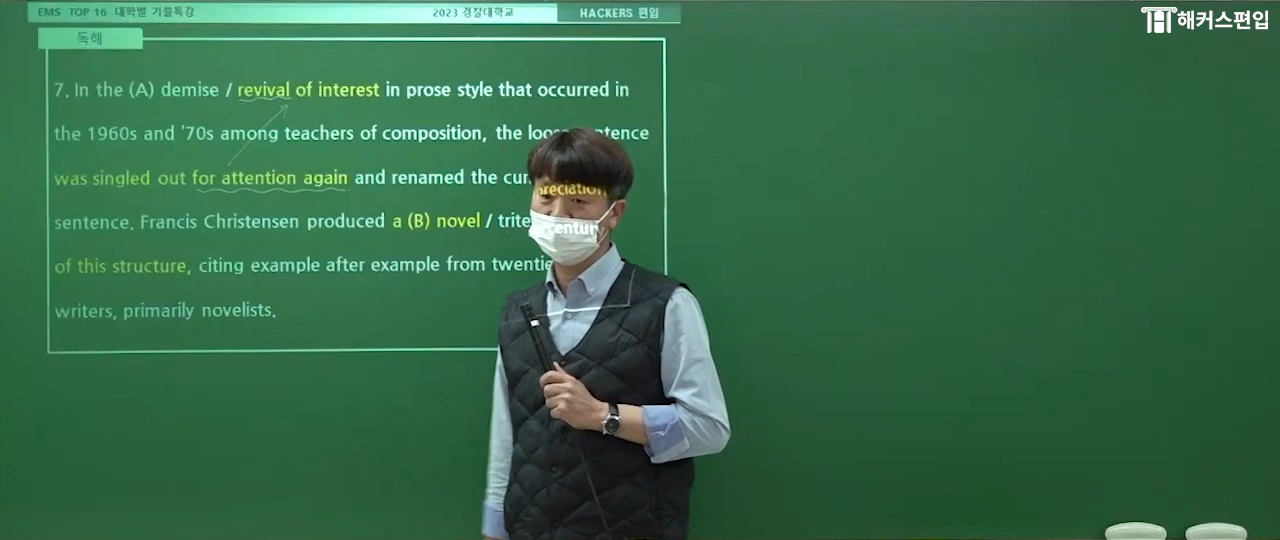 EMS TOP 16 대학별 기출특강 2023 경찰대학교 HACKERS 편입
해커스편입
독해
7. In the (A) demise / revival of interest in prose style that occurred in
the 1960s and '70s among teachers of composition, the
was singled out for attention again and renamed the
sentence. Francis Christensen produced a (B) novel / trite preciation
of this structure, citing example after example from centur
writers, primarily novelists.